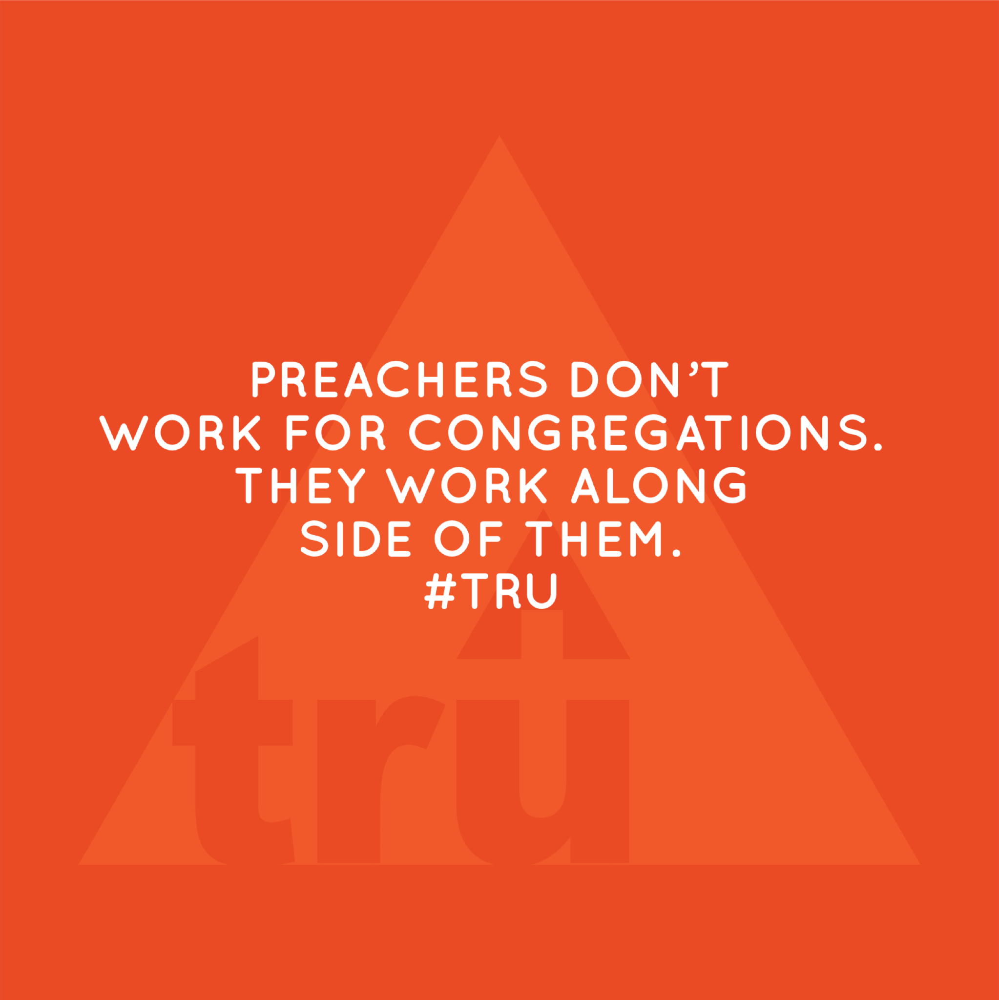 PREACHERS DON’T
WORK FOR CONGREGATIONS.
THEY WORK ALONG
SIDE OF THEM.
#TRU
tru